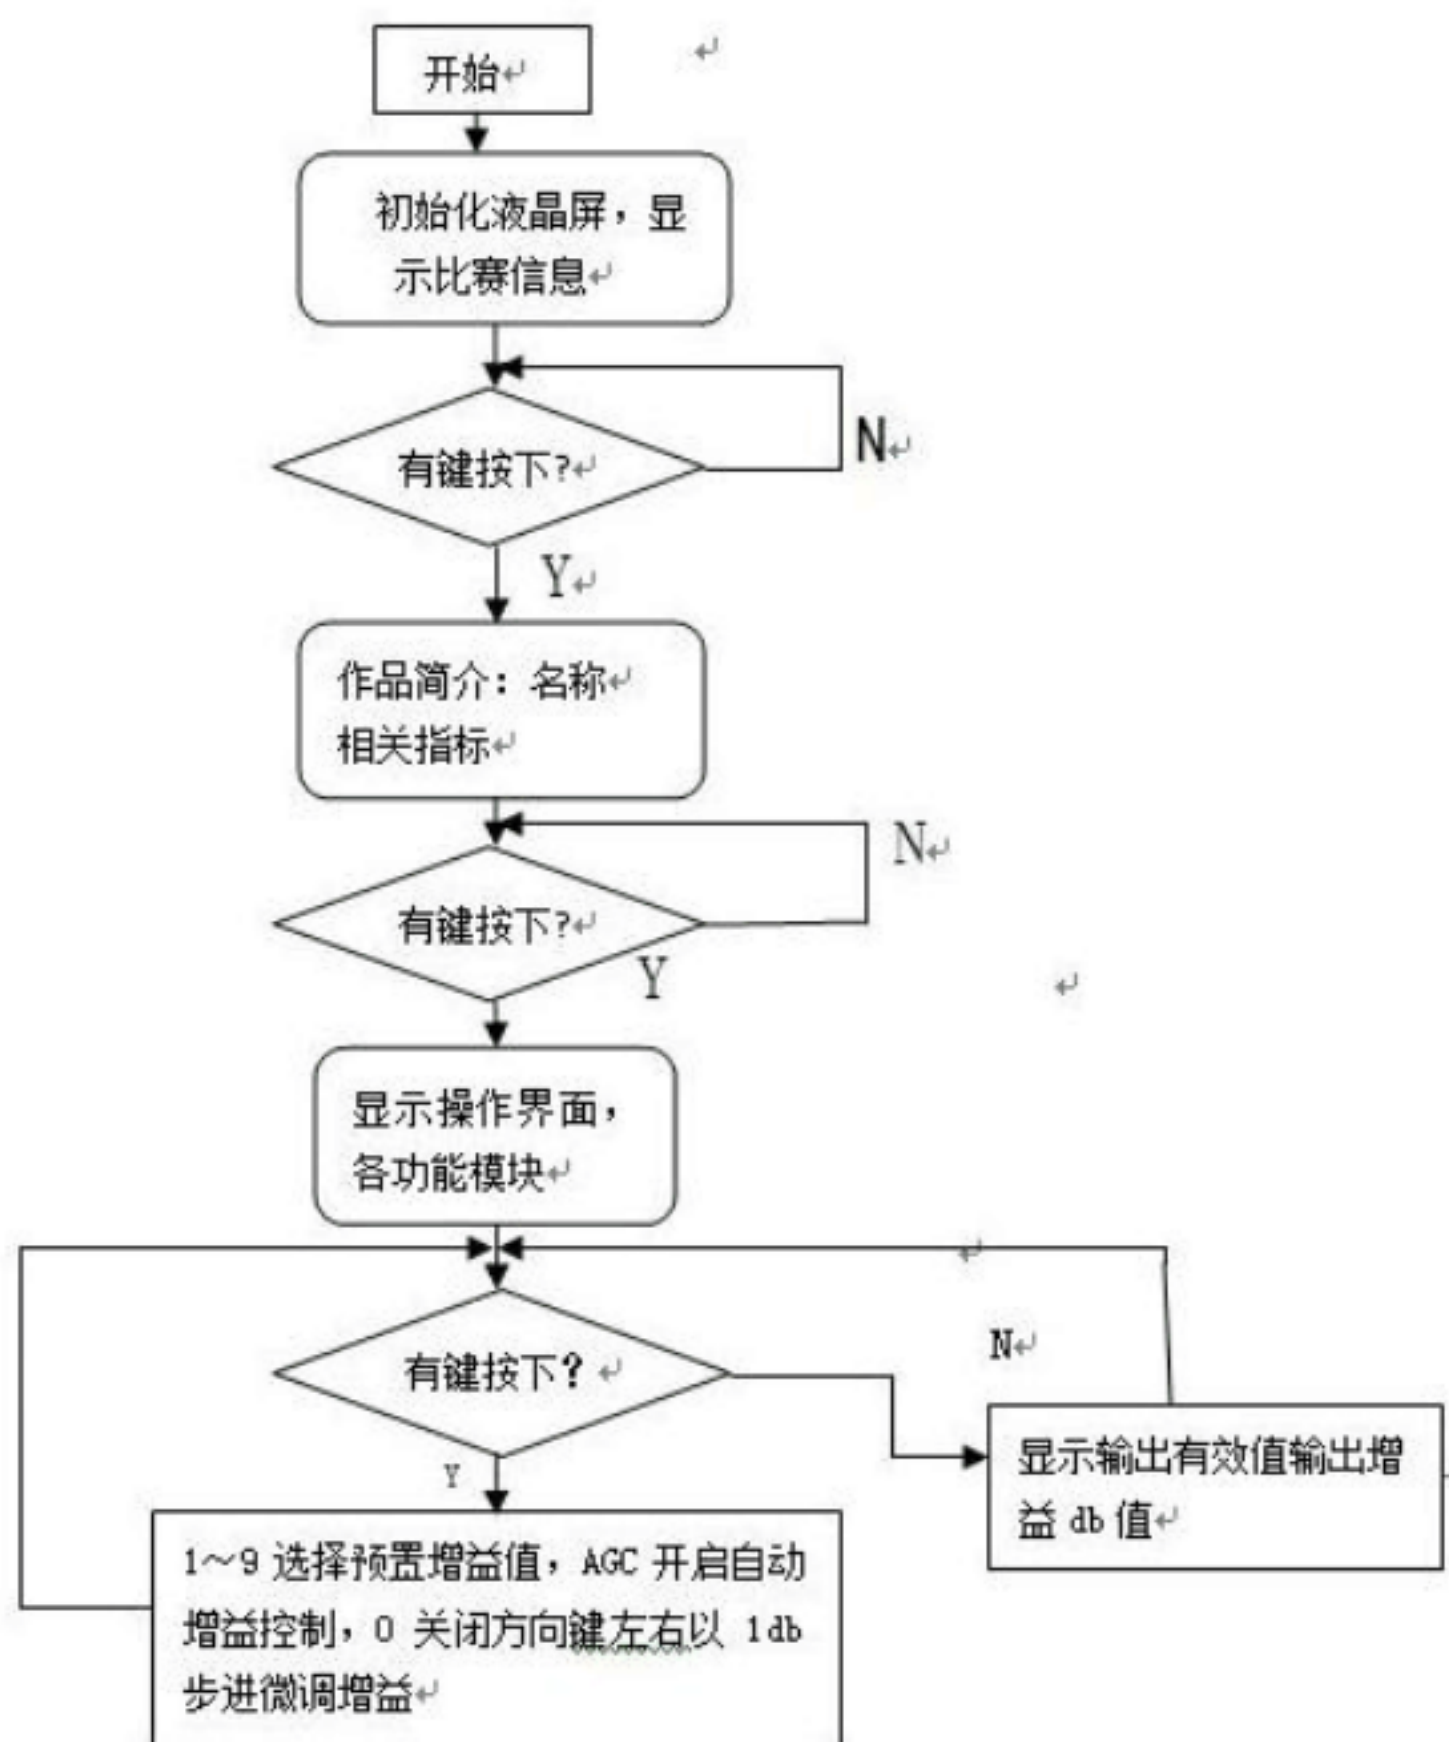 开始
初始化液晶屏，显
示比赛信息
有键按下?
N
Y
作品简介：名称
相关指标
N
有键按下?
Y
显示操作界面，
各功能模块
有键按下？
N
显示输出有效值输出增
益 db 值
Y
1～9 选择预置增益值，AGC 开启自动
增益控制，0 关闭方向键左右以 1db
步进微调增益